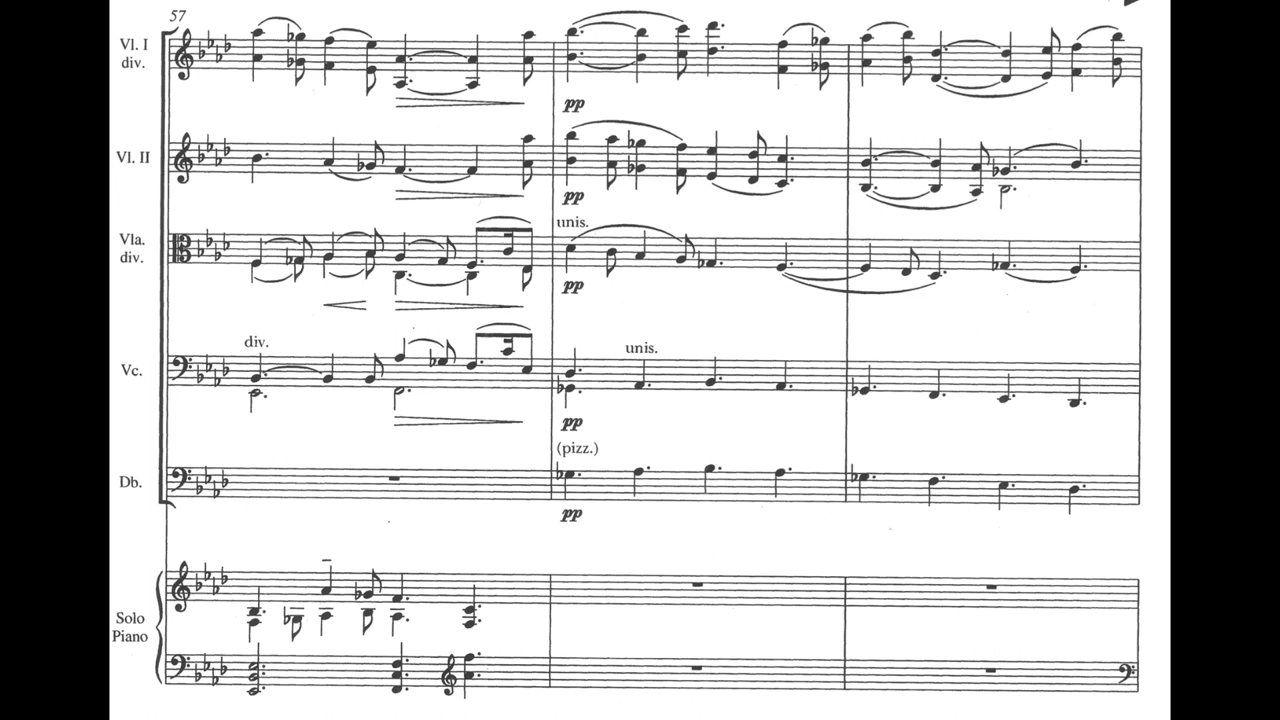 57
Vl. I
div.
pp
Vl. II
pp
Vla.
div.
unis.
pp
div.
unis.
Vc.
pp
(pizz.)
Db.
pp
Solo
Piano